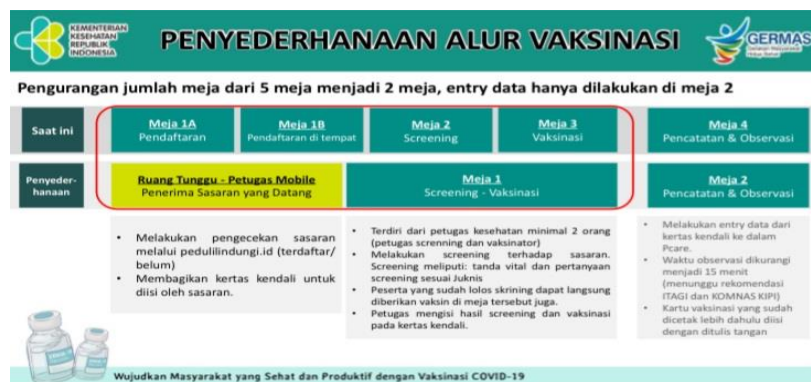 KEMENTERIAN
KESEHATAN
REPUBLIK
INDONESIA
PENYEDERHANAAN ALUR VAKSINASI
GERMAS
Pengurangan jumlah meja dari 5 meja menjadi 2 meja, entry data hanya dilakukan di meja 2
Saat ini
Meja 1A
Pendaftaran
Meja 1B
Pendaftaran di tempat
Meja 2
Screening
Meja 3
Vaksinasi
Meja 4
Pencatatan & Observasi
Penyeder-
hanaan
Ruang Tunggu - Petugas Mobile
Penerima Sasaran yang Datang
Meja 1
Screening - Vaksinasi
Meja 2
Pencatatan & Observasi
• Melakukan pengecekan sasaran
melalui pedulilindungi.id (terdaftar/
belum)
• Membagikan kertas kendali untuk
diisi oleh sasaran.
• Terdiri dari petugas kesehatan minimal 2 orang
(petugas screnning dan vaksinator)
• Melakukan screening terhadap sasaran.
Screening meliputi: tanda vital dan pertanyaan
screening sesuai Juknis
• Peserta yang sudah lolos skrining dapat langsung
diberikan vaksin di meja tersebut juga.
• Petugas mengisi hasil screening dan vaksinasi
pada kertas kendali.
• Melakukan entry data dari
kertas kendali ke dalam
Pcare.
• Waktu observasi dikurangi
menjadi 15 menit
(menunggu rekomendasi
ITAGI dan KOMNAS KIPI)
• Kartu vaksinasi yang sudah
dicetak lebih dahulu diisi
dengan ditulis tangan
Wujudkan Masyarakat yang Sehat dan Produktif dengan Vaksinasi COVID-19